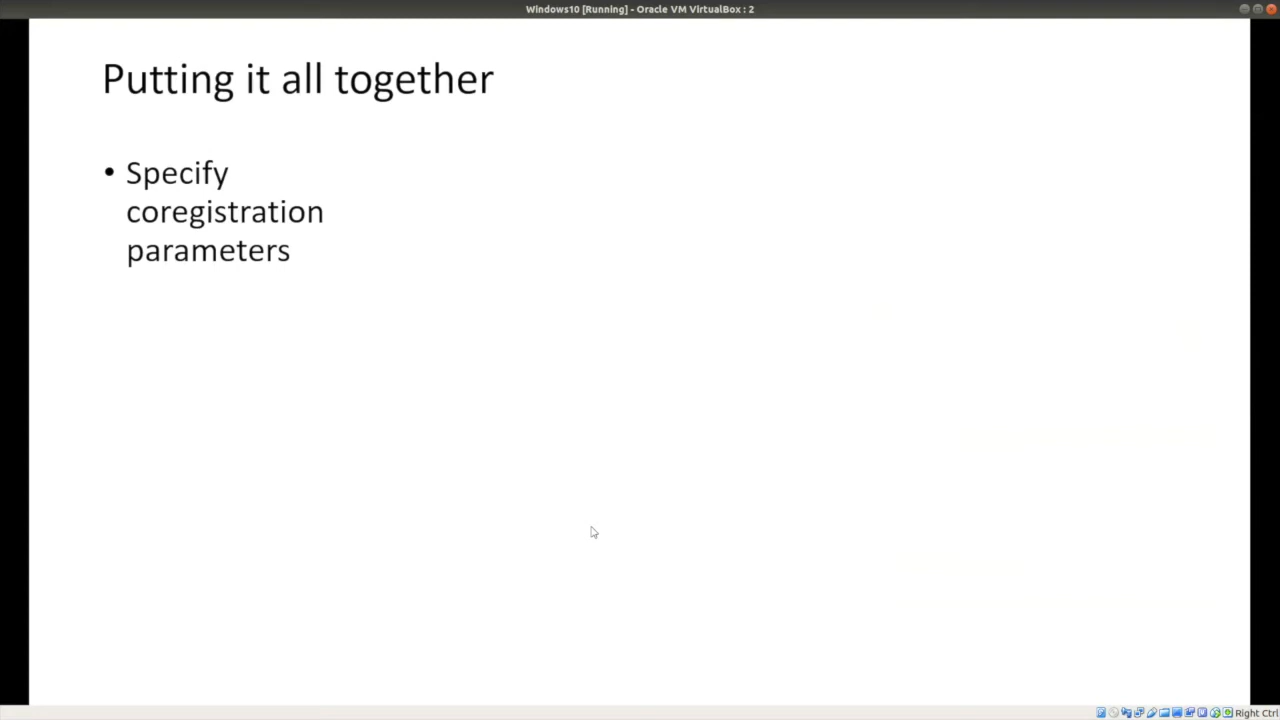 Windows10 [Running] - Oracle VM VirtualBox : 2
Putting it all together
• Specify
coregistration
parameters
Right Ctrl